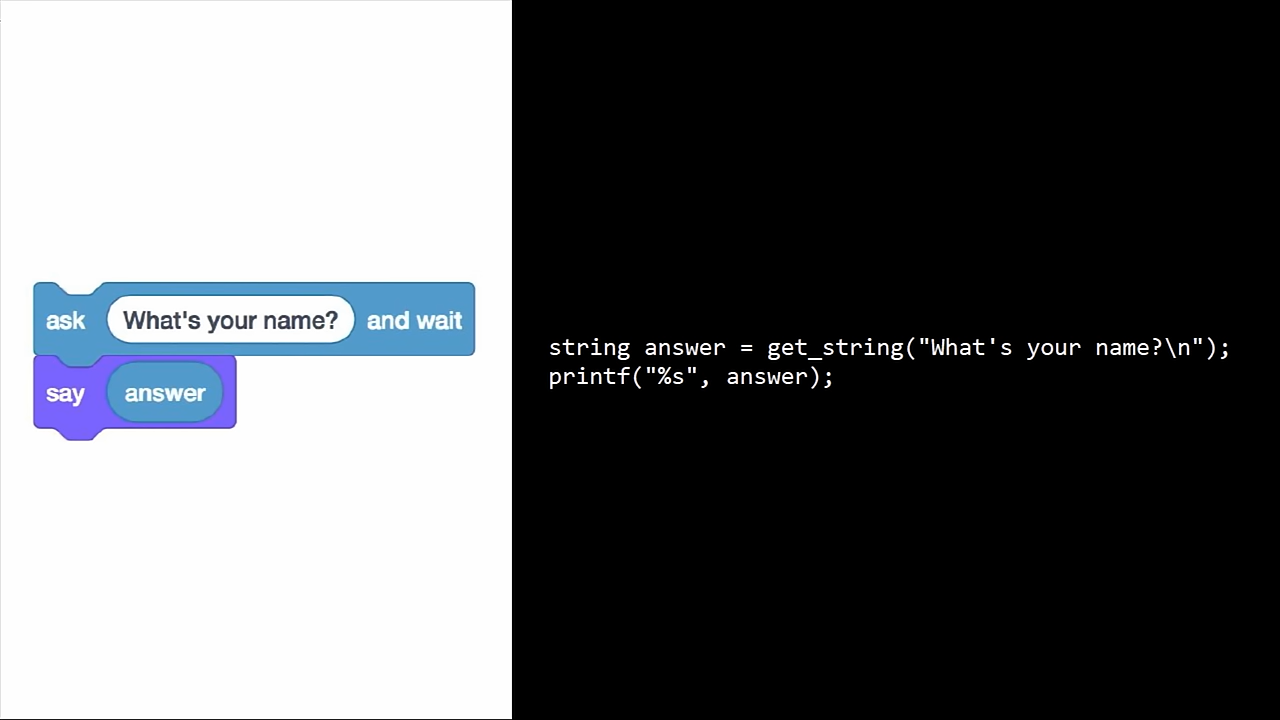 ask What's your name? and wait
say answer
string answer = get_string("What's your name?\n");
printf("%s", answer);